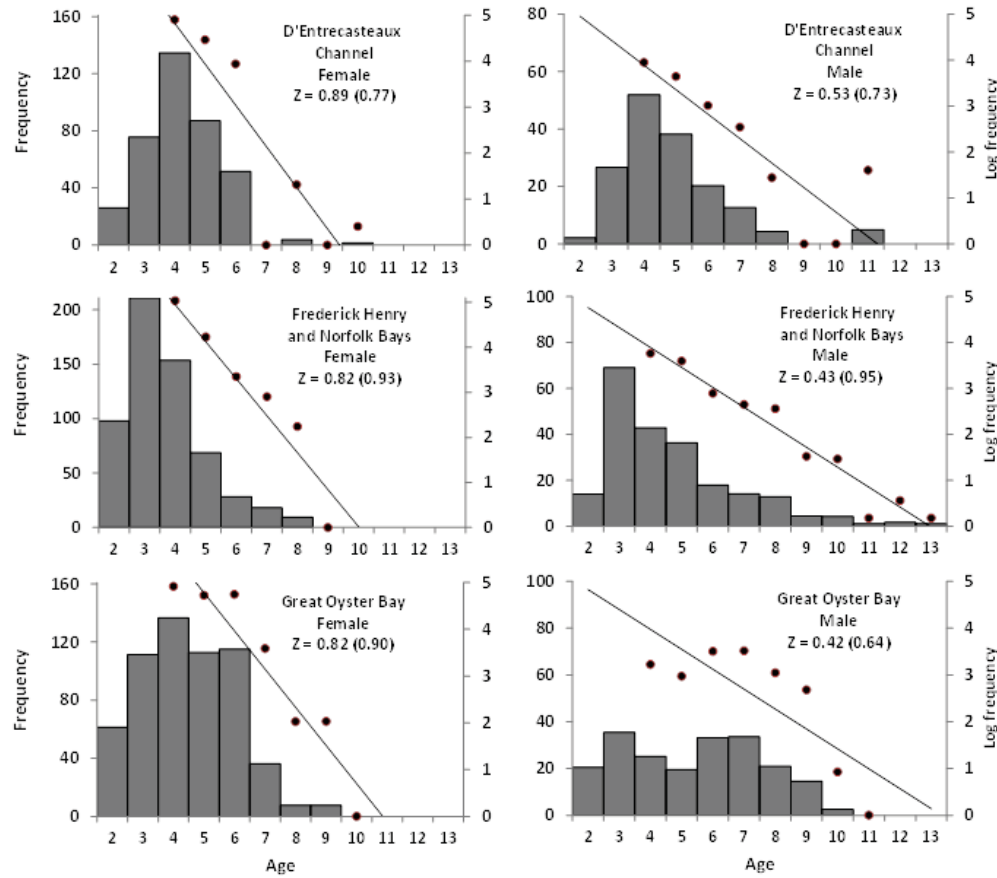 160
120
80
40
0
Frequency
D'Entrecasteaux
Channel
Female
Z = 0.89 (0.77)
5
4
3
2
1
0
2 3 4 5 6 7 8 9 10 11 12 13
80
60
40
20
0
D'Entrecasteaux
Channel
Male
Z = 0.53 (0.73)
5
4
3
2
1
0
Log frequency
2 3 4 5 6 7 8 9 10 11 12 13
200
150
100
50
0
Frequency
Frederick Henry
and Norfolk Bays
Female
Z = 0.82 (0.93)
5
4
3
2
1
0
2 3 4 5 6 7 8 9 10 11 12 13
100
80
60
40
20
0
Frederick Henry
and Norfolk Bays
Male
Z = 0.43 (0.95)
5
4
3
2
1
0
Log frequency
2 3 4 5 6 7 8 9 10 11 12 13
160
120
80
40
0
Frequency
Great Oyster Bay
Female
Z = 0.82 (0.90)
5
4
3
2
1
0
2 3 4 5 6 7 8 9 10 11 12 13
Age
100
80
60
40
20
0
Great Oyster Bay
Male
Z = 0.42 (0.64)
5
4
3
2
1
0
Log frequency
2 3 4 5 6 7 8 9 10 11 12 13
Age